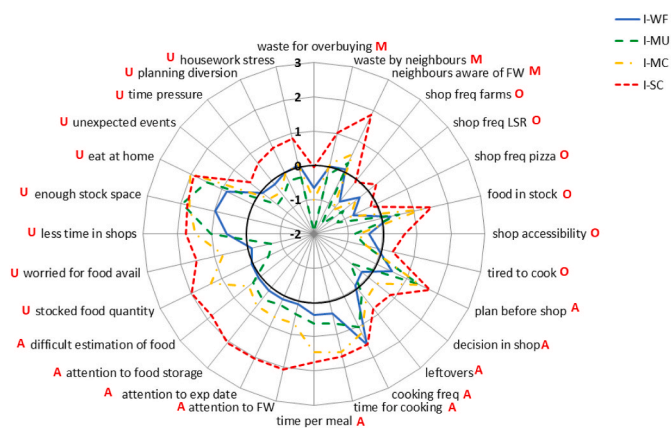 I-WF
I-MU
I-MC
I-SC
waste for overbuying M
waste by neighbours M
neighbours aware of FW M
shop freq farms O
shop freq LSR O
shop freq pizza O
food in stock O
shop accessibility O
tired to cook O
plan before shop A
decision in shop A
leftovers A
cooking freq A
time for cooking A
time per meal A
A attention to FW
A attention to exp date
A attention to food storage
A difficult estimation of food
U stocked food quantity
U worried for food avail
U less time in shops
U enough stock space
U eat at home
U unexpected events
U time pressure
U planning diversion
U housework stress
3
2
1
0
-1
-2